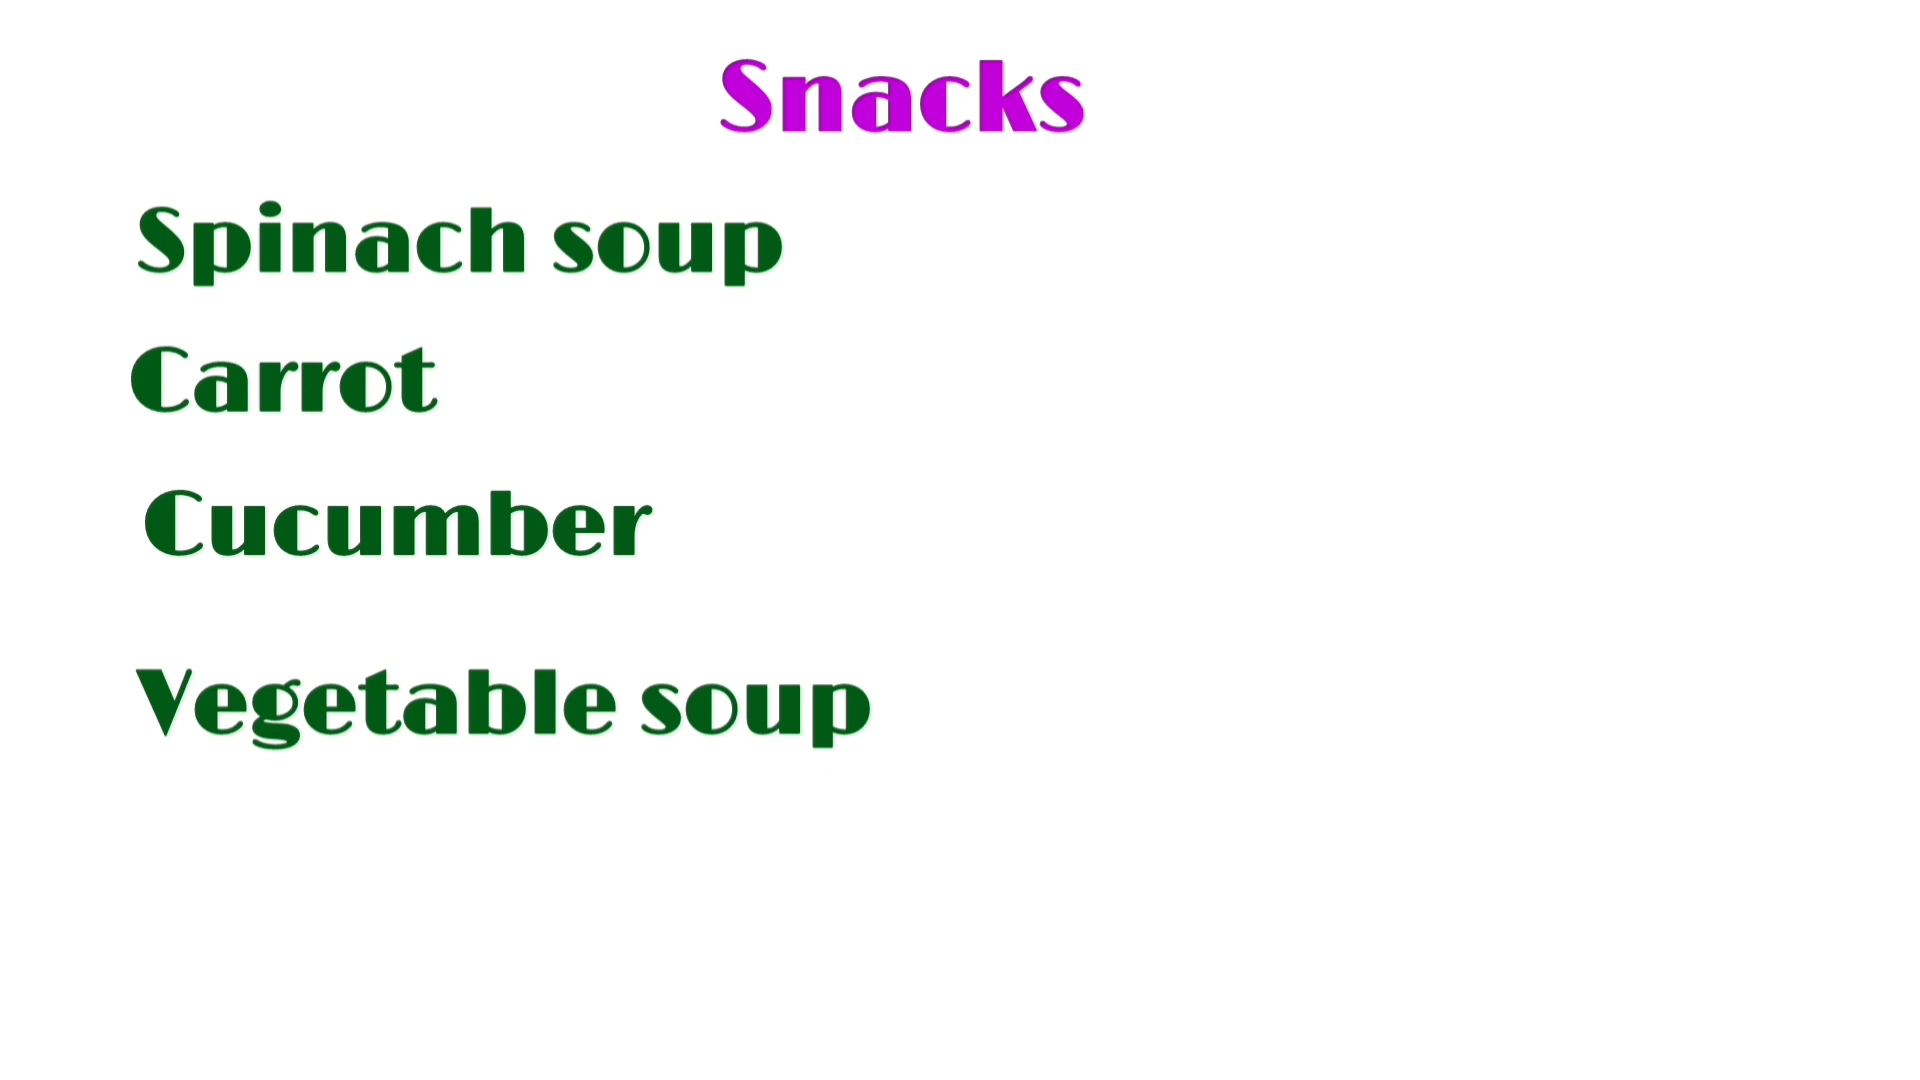 Snacks
Spinach soup
Carrot
Cucumber
Vegetable soup